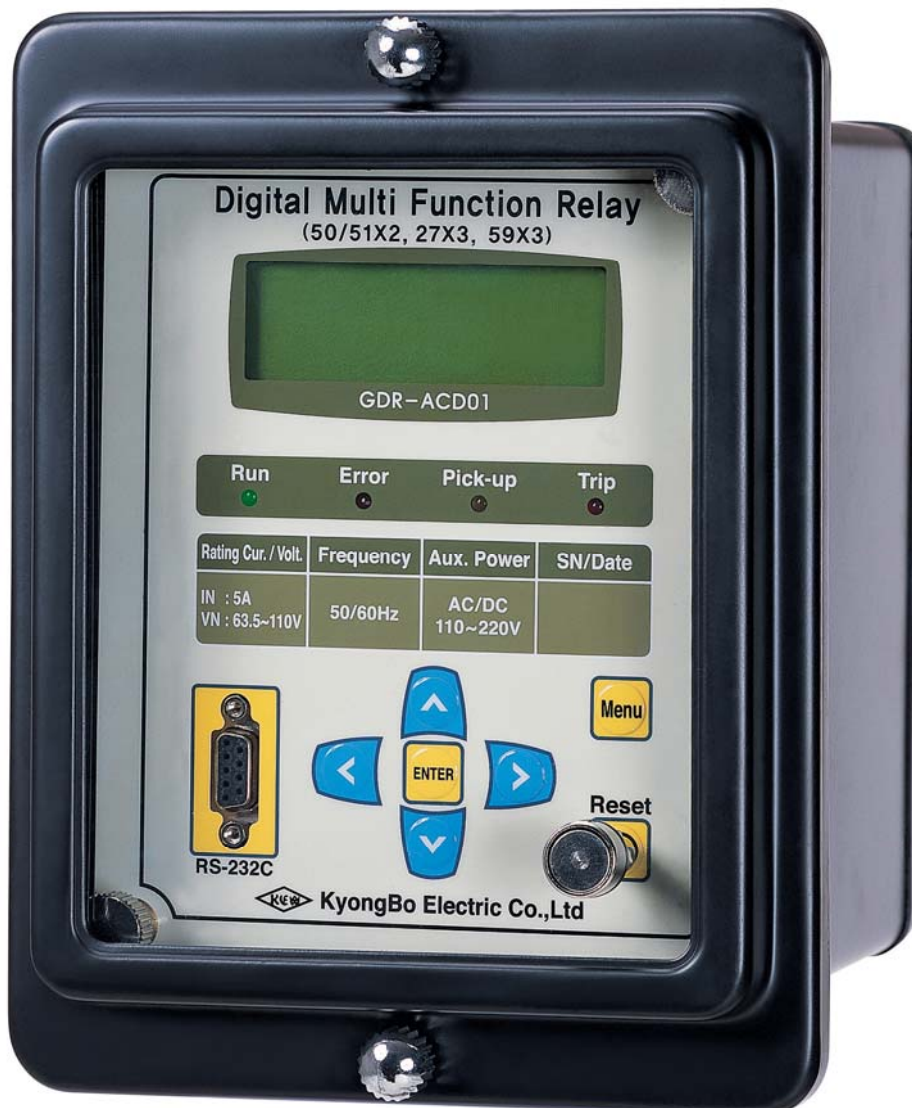 Digital Multi Function Relay
(50/51X2, 27X3, 59X3)
GDR-ACD01
Run Error Pick-up Trip
Rating Cur. / Volt. Frequency Aux. Power SN/Date
IN : 5A
VN : 63.5~110V
50/60Hz
AC/DC
110~220V
Menu
ENTER
Reset
RS-232C
KyongBo Electric Co.,Ltd